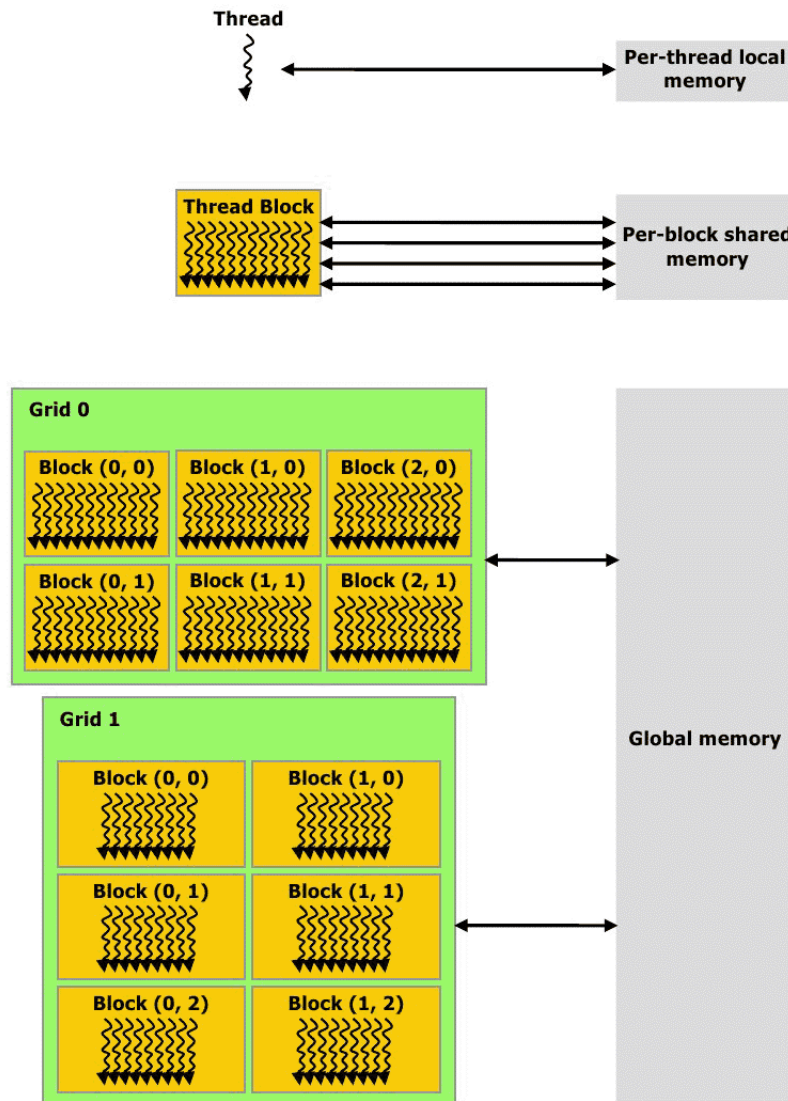 Thread
Per-thread local
memory
Thread Block
Per-block shared
memory
Grid 0
Block (0, 0)
Block (1, 0)
Block (2, 0)
Block (0, 1)
Block (1, 1)
Block (2, 1)
Grid 1
Global memory
Block (0, 0)
Block (1, 0)
Block (0, 1)
Block (1, 1)
Block (0, 2)
Block (1, 2)